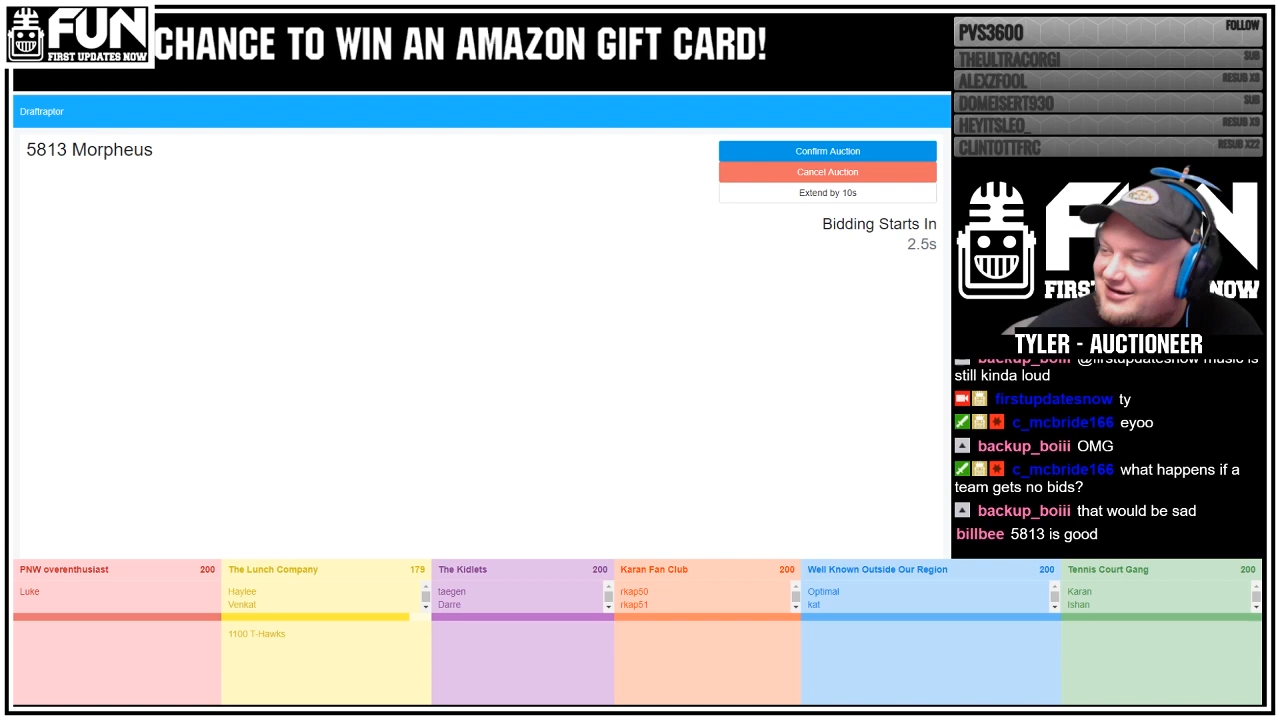 FUN
FIRST UPDATES NOW
CHANCE TO WIN AN AMAZON GIFT CARD!
PVS3600 FOLLOW
THEULTRACORGI SUB
ALEXZFOOL RESUB X8
DOMEISERT930 SUB
HEYITSLEO_ RESUB X9
CLINTOTTFRC RESUB X22
Draftraptor
5813 Morpheus
Confirm Auction
Cancel Auction
Extend by 10s
Bidding Starts In
2.5s
TYLER - AUCTIONEER
backup_boiii @firstupdatesnow music is
still kinda loud
firstupdatesnow ty
c_mcbride166 eyoo
backup_boiii OMG
c_mcbride166 what happens if a
team gets no bids?
backup_boiii that would be sad
billbee 5813 is good
PNW overenthusiast 200
Luke
The Lunch Company 179
Haylee
Venkat
1100 T-Hawks
The Kidlets 200
taegen
Darre
Karan Fan Club 200
rkap50
rkap51
Well Known Outside Our Region 200
Optimal
kat
Tennis Court Gang 200
Karan
Ishan